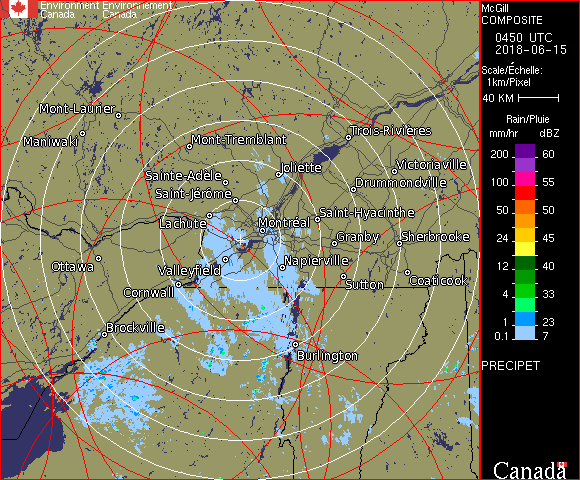 Environment Environnement
Canada Canada
McGill
COMPOSITE
0450 UTC
2018-06-15
Scale/Échelle:
1km/Pixel
40 KM
Rain/Pluie
mm/hr dBZ
200 60
100 55
50 50
24 45
12 40
4 33
1 23
0.1 7
PRECIPET
Canada
Mont-Laurier
Maniwaki
Mont-Tremblant
Trois-Rivières
Victoriaville
Joliette
Sainte-Adèle
Drummondville
Saint-Jérôme
Saint-Hyacinthe
Lachute
Montréal
Granby
Sherbrooke
Ottawa
Valleyfield
Napierville
Sutton
Coaticook
Cornwall
Brockville
Burlington